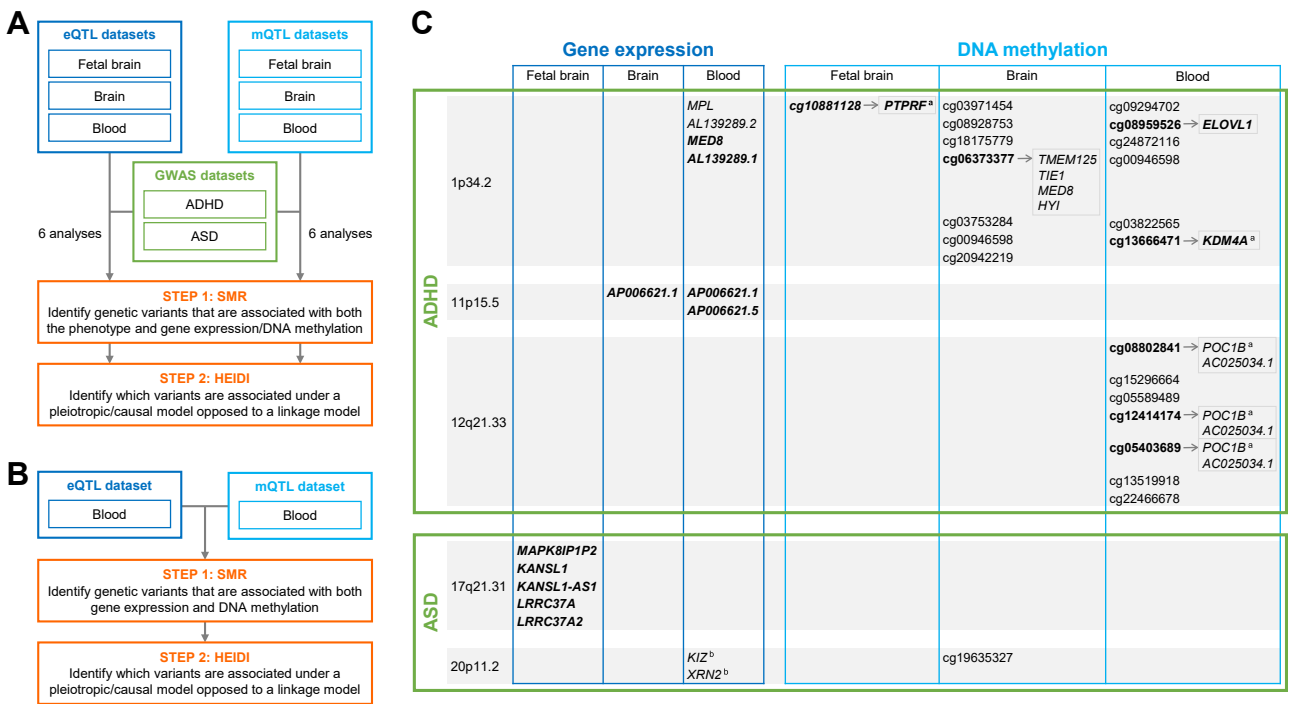 A
eQTL datasets
Fetal brain
Brain
Blood
mQTL datasets
Fetal brain
Brain
Blood
GWAS datasets
ADHD
ASD
6 analyses
6 analyses
STEP 1: SMR
Identify genetic variants that are associated with both
the phenotype and gene expression/DNA methylation
STEP 2: HEIDI
Identify which variants are associated under a
pleiotropic/causal model opposed to a linkage model
B
eQTL dataset
Blood
mQTL dataset
Blood
STEP 1: SMR
Identify genetic variants that are associated with both
gene expression and DNA methylation
STEP 2: HEIDI
Identify which variants are associated under a
pleiotropic/causal model opposed to a linkage model
C
Gene expression
DNA methylation
Fetal brain
Brain
Blood
Fetal brain
Brain
Blood
ADHD
1p34.2
MPL
AL139289.2
MED8
AL139289.1
cg10881128 → PTPRF a
cg03971454
cg08928753
cg18175779
cg06373377 → TMEM125
TIE1
MED8
HYI
cg03753284
cg00946598
cg20942219
cg09294702
cg08959526 → ELOVL1
cg24872116
cg00946598
cg03822565
cg13666471 → KDM4A a
11p15.5
AP006621.1
AP006621.1
AP006621.5
12q21.33
cg08802841 → POC1B a
AC025034.1
cg15296664
cg05589489
cg12414174 → POC1B a
AC025034.1
cg05403689 → POC1B a
AC025034.1
cg13519918
cg22466678
ASD
17q21.31
MAPK8IP1P2
KANSL1
KANSL1-AS1
LRRC37A
LRRC37A2
20p11.2
KIZ b
XRN2 b
cg19635327